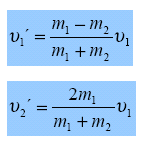 υ₁´ = (m₁ − m₂)/(m₁ + m₂) υ₁
υ₂´ = 2m₁/(m₁ + m₂) υ₁